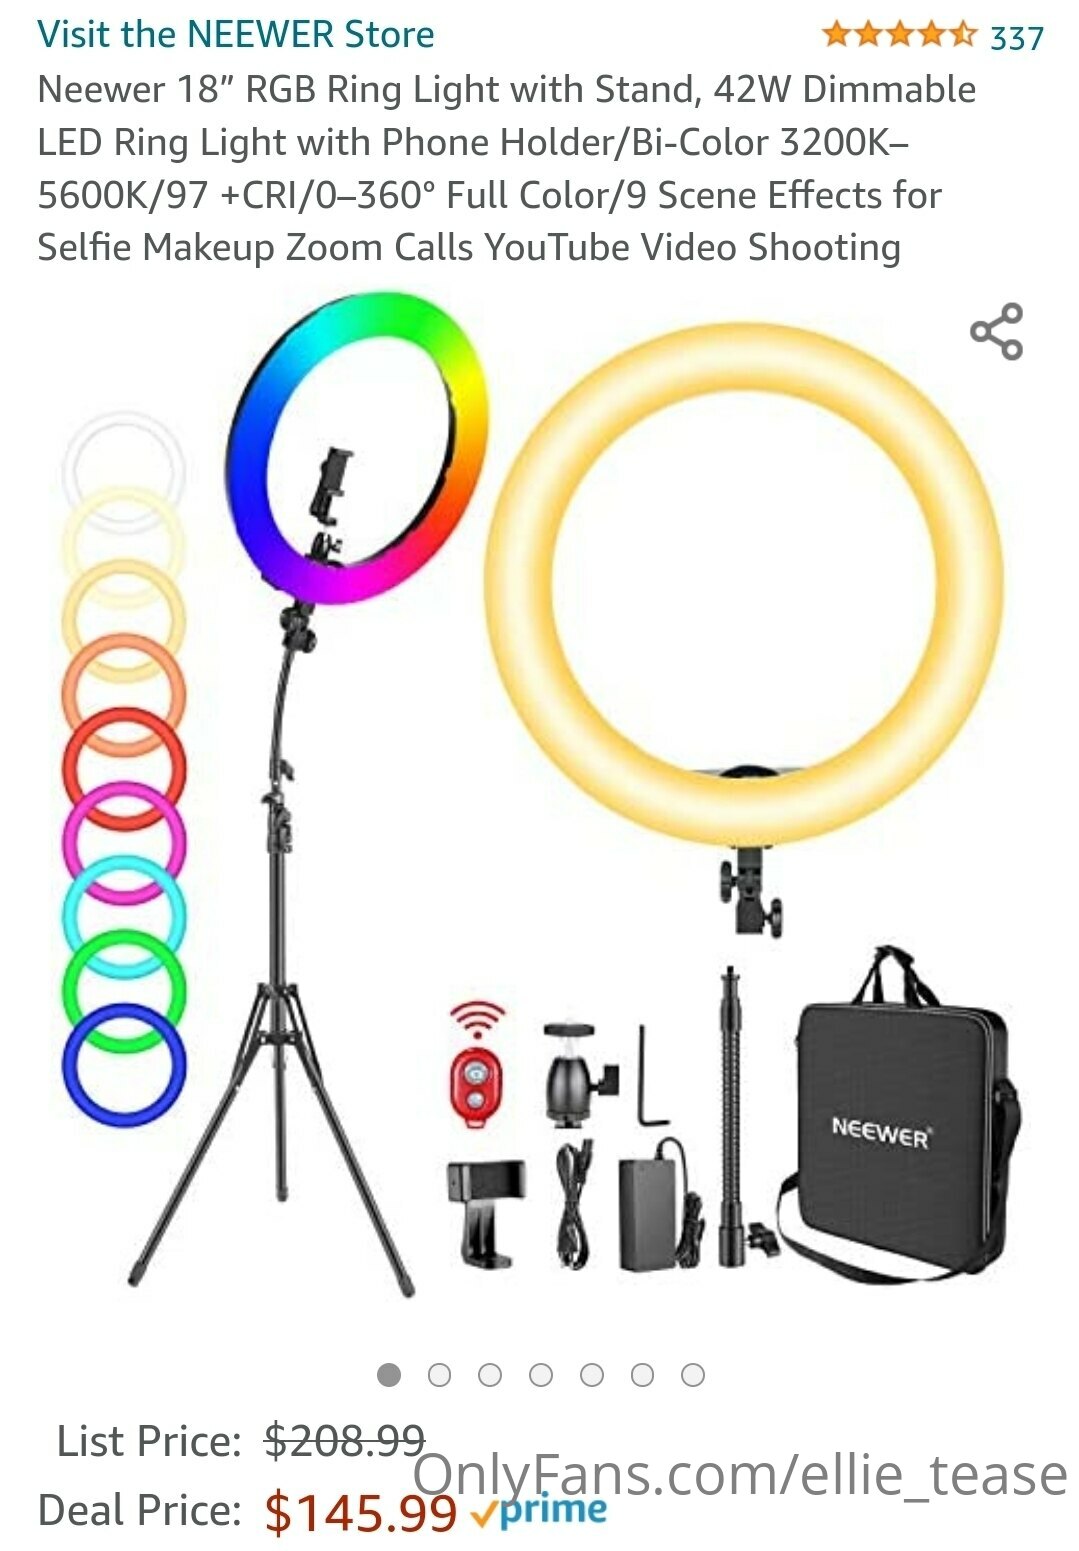 Visit the NEEWER Store 337
Neewer 18” RGB Ring Light with Stand, 42W Dimmable
LED Ring Light with Phone Holder/Bi-Color 3200K–
5600K/97 +CRI/0–360° Full Color/9 Scene Effects for
Selfie Makeup Zoom Calls YouTube Video Shooting
NEEWER®
List Price: $208.99
OnlyFans.com/ellie_tease
Deal Price: $145.99 prime